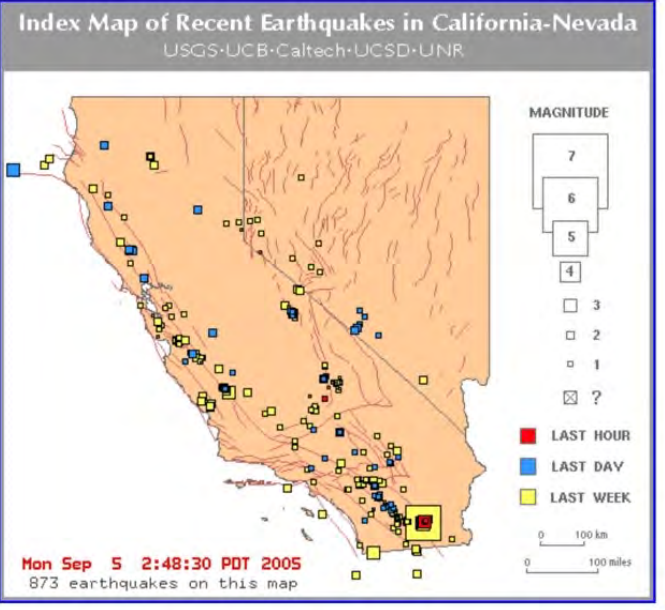 Index Map of Recent Earthquakes in California-Nevada
USGS·UCB·Caltech·UCSD·UNR
MAGNITUDE
7
6
5
4
3
2
1
?
LAST HOUR
LAST DAY
LAST WEEK
0 100 km
0 100 miles
Mon Sep 5 2:48:30 PDT 2005
873 earthquakes on this map